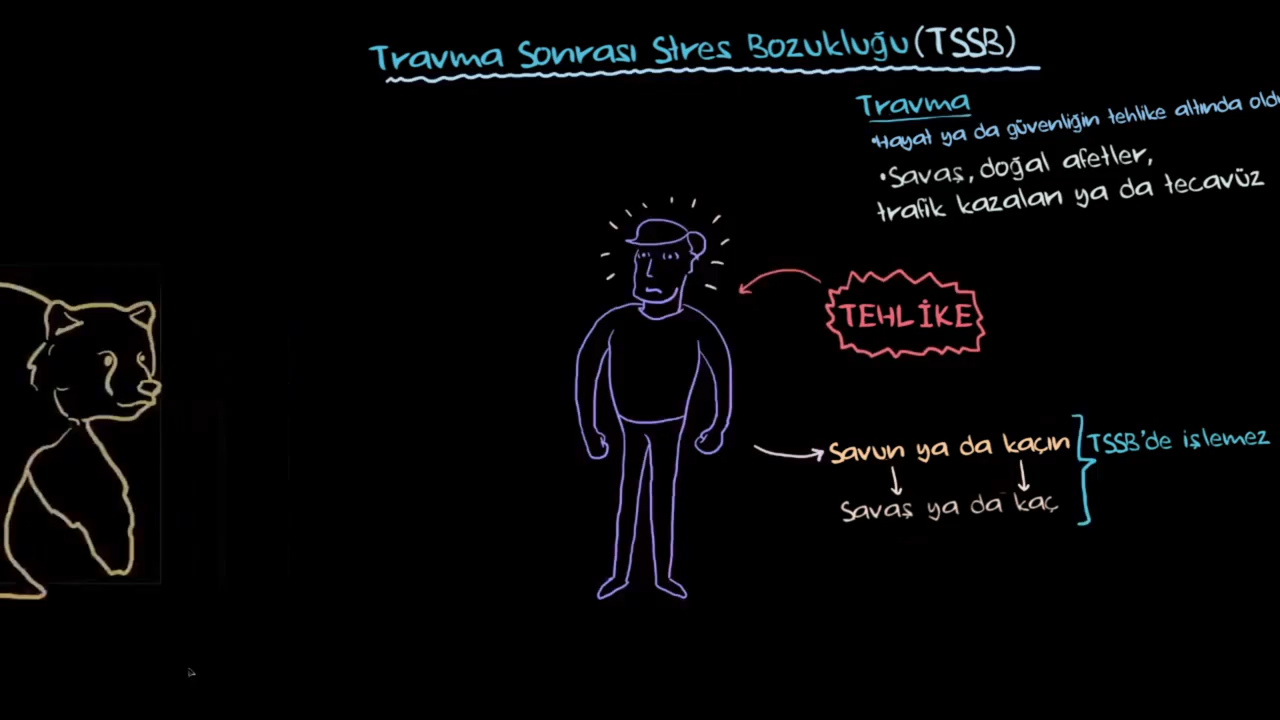 Travma Sonrası Stres Bozukluğu (TSSB)
Travma
•Hayat ya da güvenliğin tehlike altında
•Savaş, doğal afetler,
trafik kazaları ya da tecavüz
TEHLİKE
Savun ya da kaçın
TSSB'de işlemez
Savaş ya da kaç